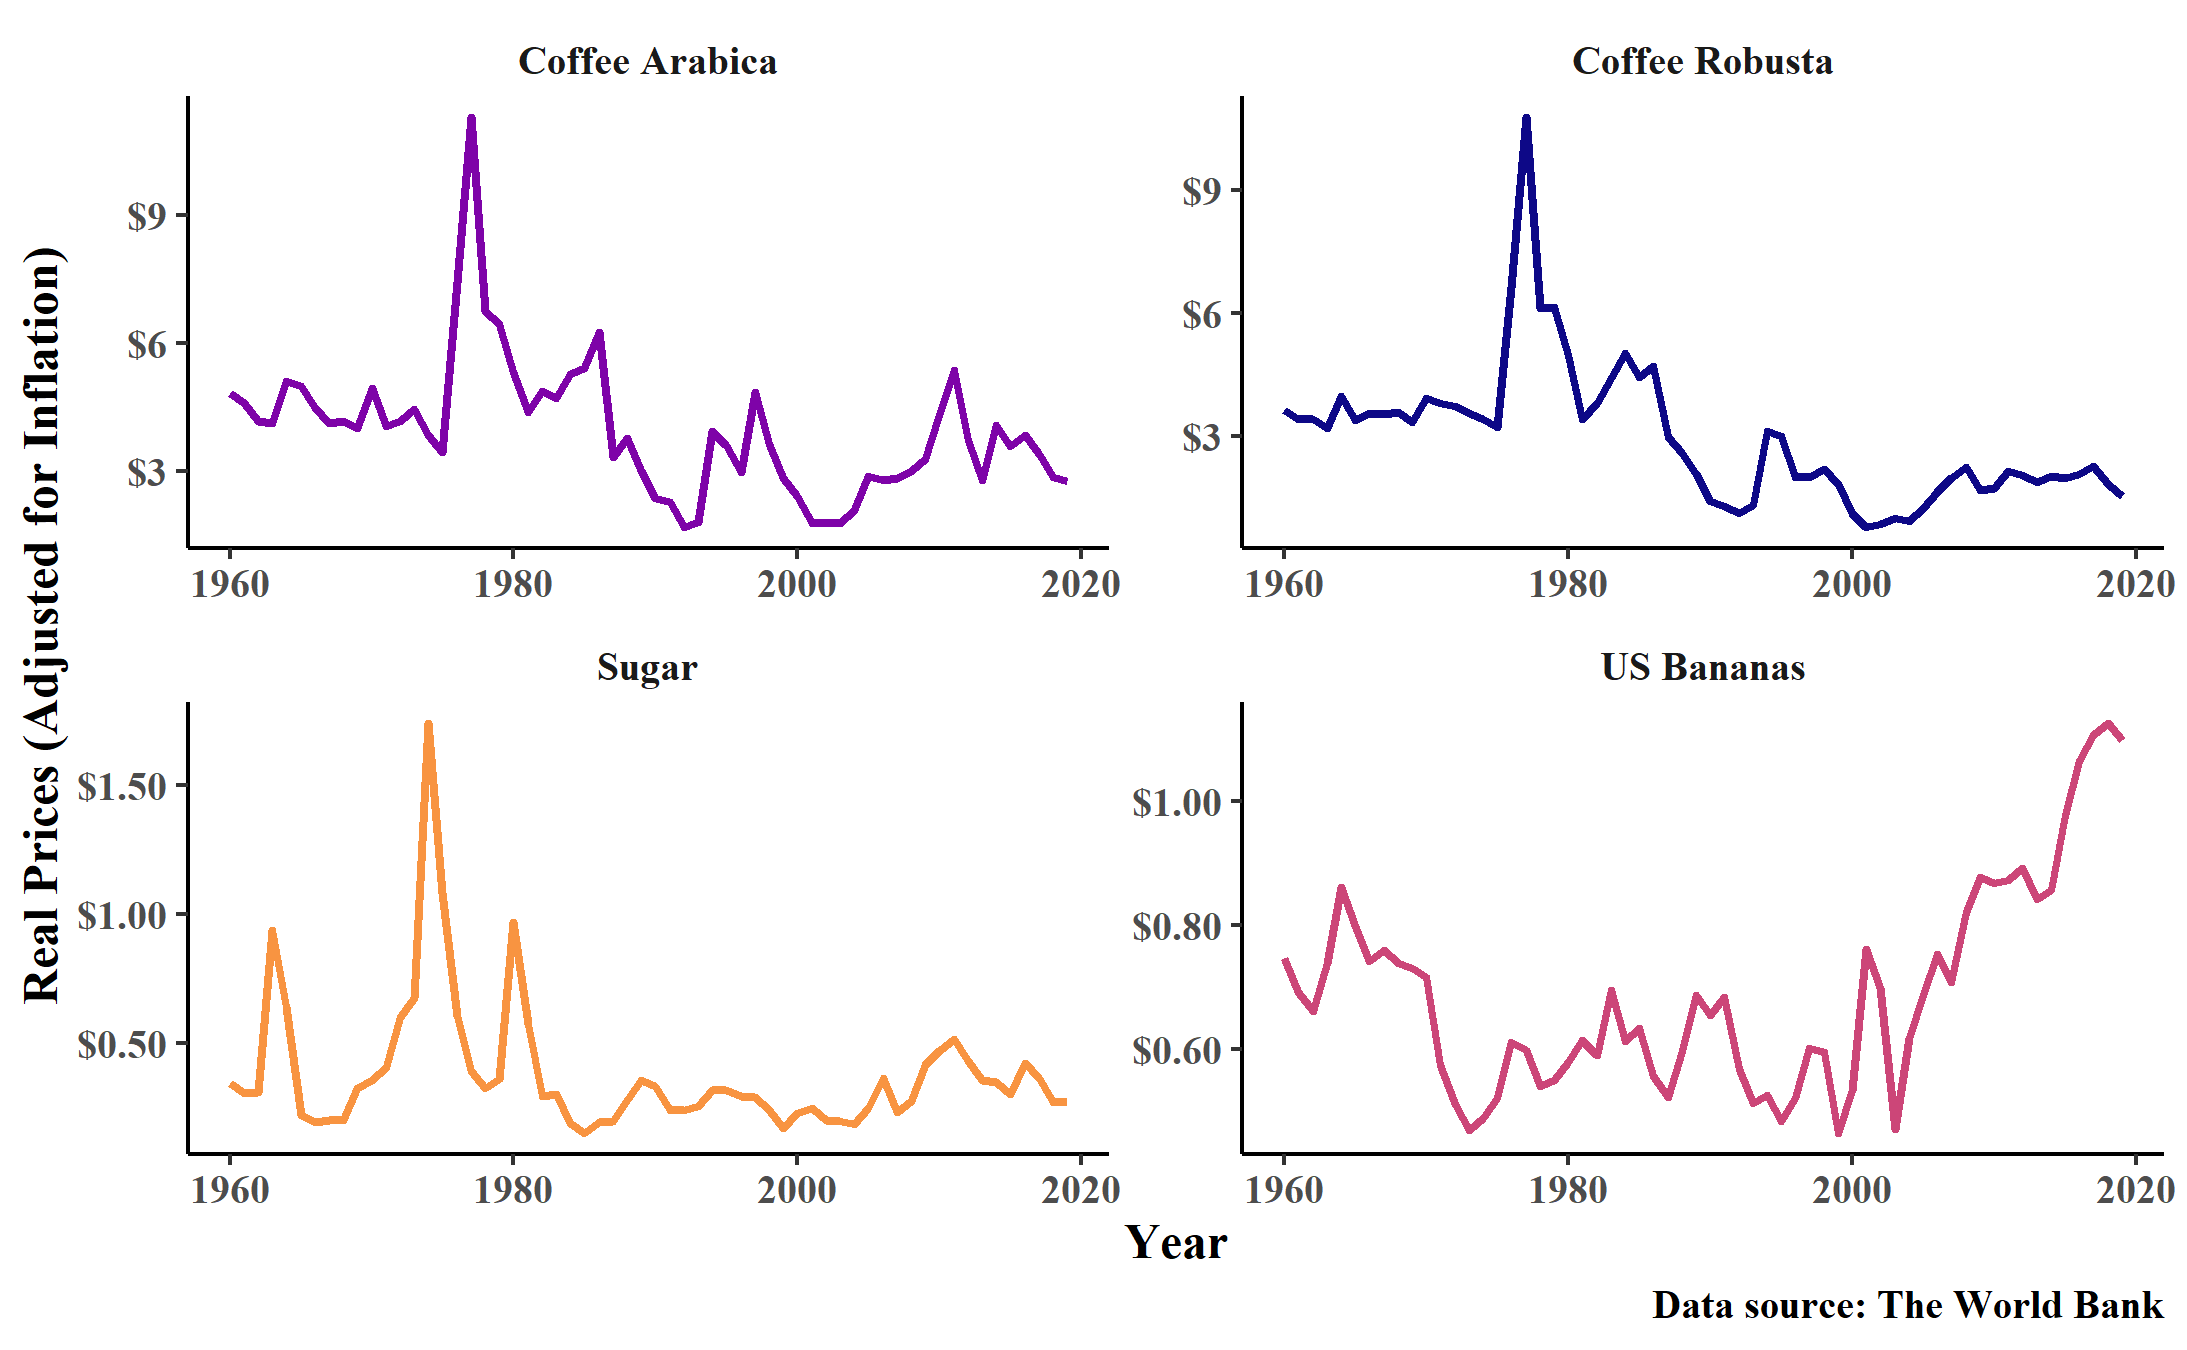 Real Prices (Adjusted for Inflation)
Coffee Arabica
$9
$6
$3
1960 1980 2000 2020
Coffee Robusta
$9
$6
$3
1960 1980 2000 2020
Sugar
$1.50
$1.00
$0.50
1960 1980 2000 2020
US Bananas
$1.00
$0.80
$0.60
1960 1980 2000 2020
Year
Data source: The World Bank